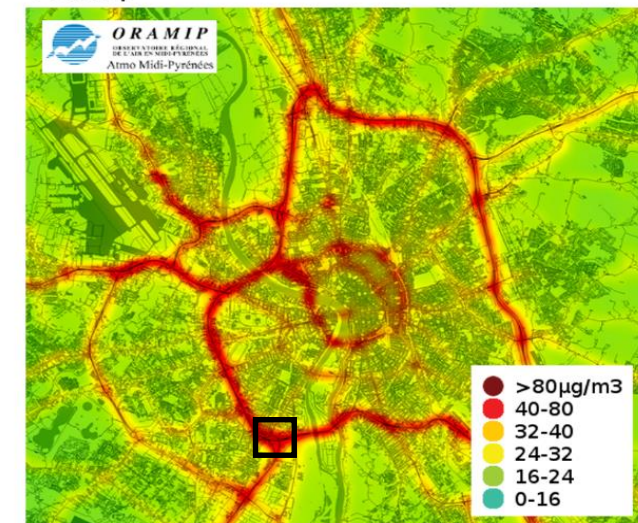 ORAMIP
OBSERVATOIRE RÉGIONAL
DE L'AIR EN MIDI-PYRÉNÉES
Atmo Midi-Pyrénées
>80µg/m3
40-80
32-40
24-32
16-24
0-16